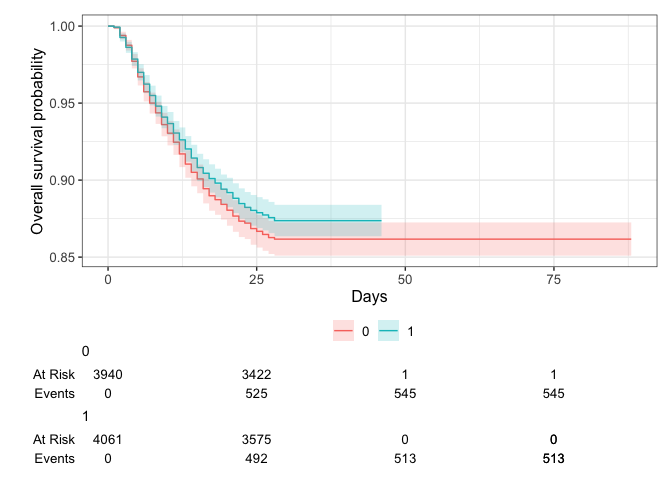 1.00
0.95
0.90
0.85
Overall survival probability
0 25 50 75
Days
0 1
0
At Risk 3940 3422 1 1
Events 0 525 545 545
1
At Risk 4061 3575 0 0
Events 0 492 513 513